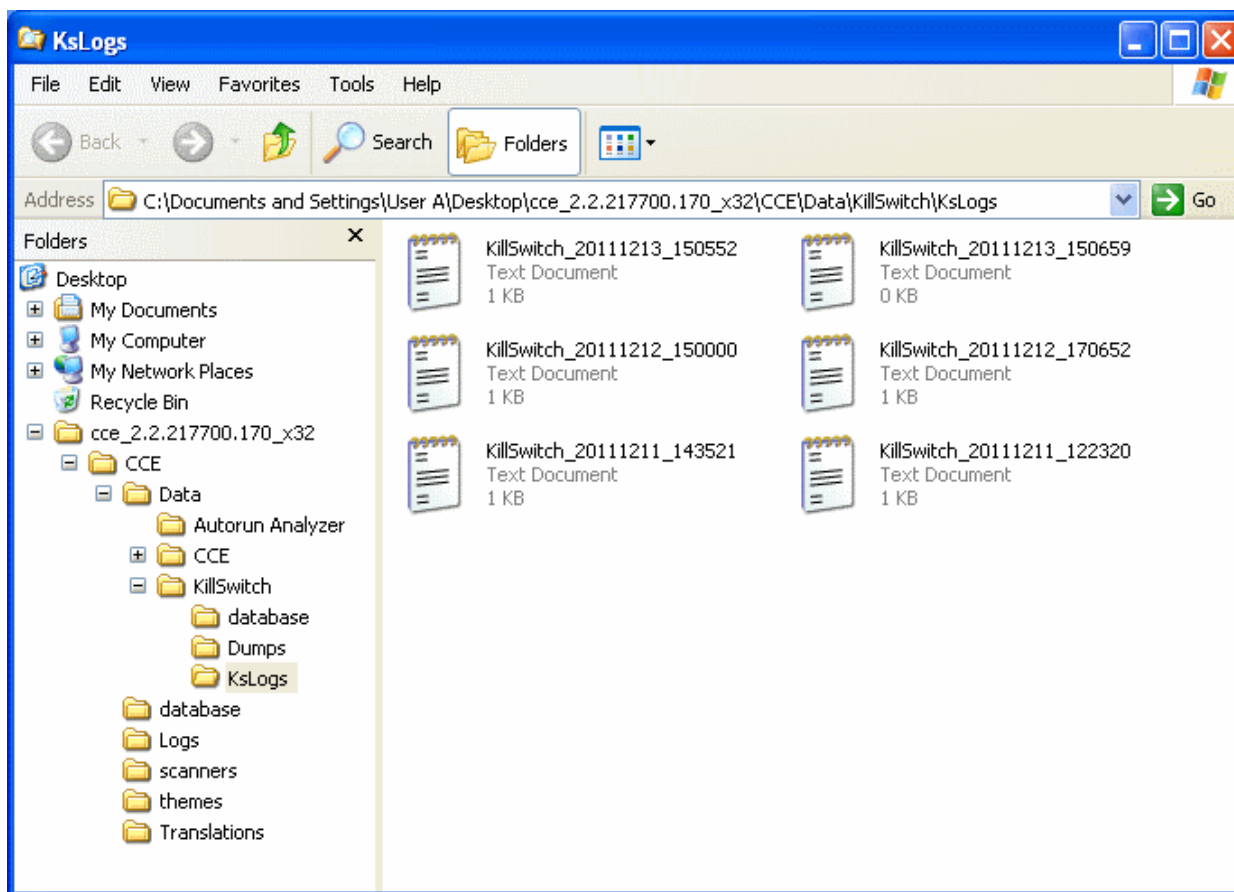 KsLogs
File Edit View Favorites Tools Help
Back Search Folders
Address C:\Documents and Settings\User A\Desktop\cce_2.2.217700.170_x32\CCE\Data\KillSwitch\KsLogs Go
Folders
Desktop
My Documents
My Computer
My Network Places
Recycle Bin
cce_2.2.217700.170_x32
CCE
Data
Autorun Analyzer
CCE
KillSwitch
database
Dumps
KsLogs
database
Logs
scanners
themes
Translations
KillSwitch_20111213_150552
Text Document
1 KB
KillSwitch_20111213_150659
Text Document
0 KB
KillSwitch_20111212_150000
Text Document
1 KB
KillSwitch_20111212_170652
Text Document
1 KB
KillSwitch_20111211_143521
Text Document
1 KB
KillSwitch_20111211_122320
Text Document
1 KB